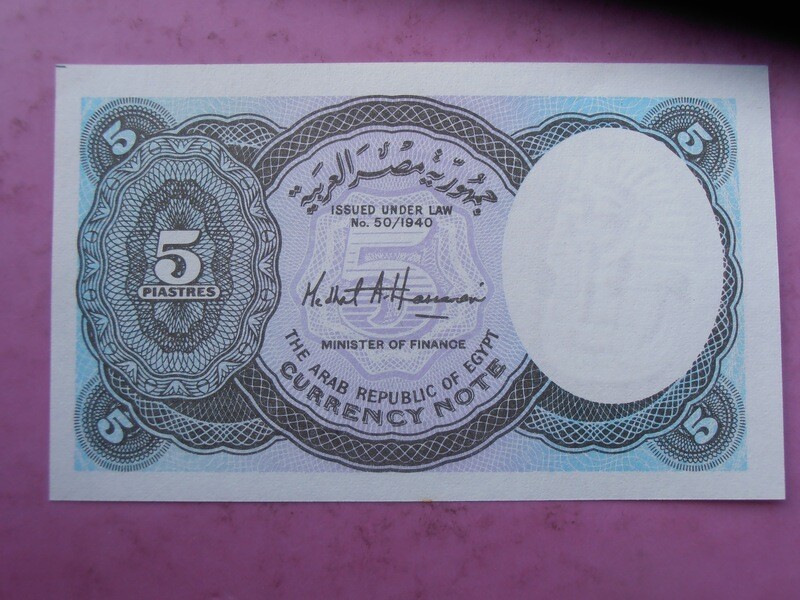 5
5
جمهورية مصر العربية
ISSUED UNDER LAW
No. 50/1940
5
5
PIASTRES
Medhat A. Hassanein
MINISTER OF FINANCE
THE ARAB REPUBLIC OF EGYPT
CURRENCY NOTE
5
5